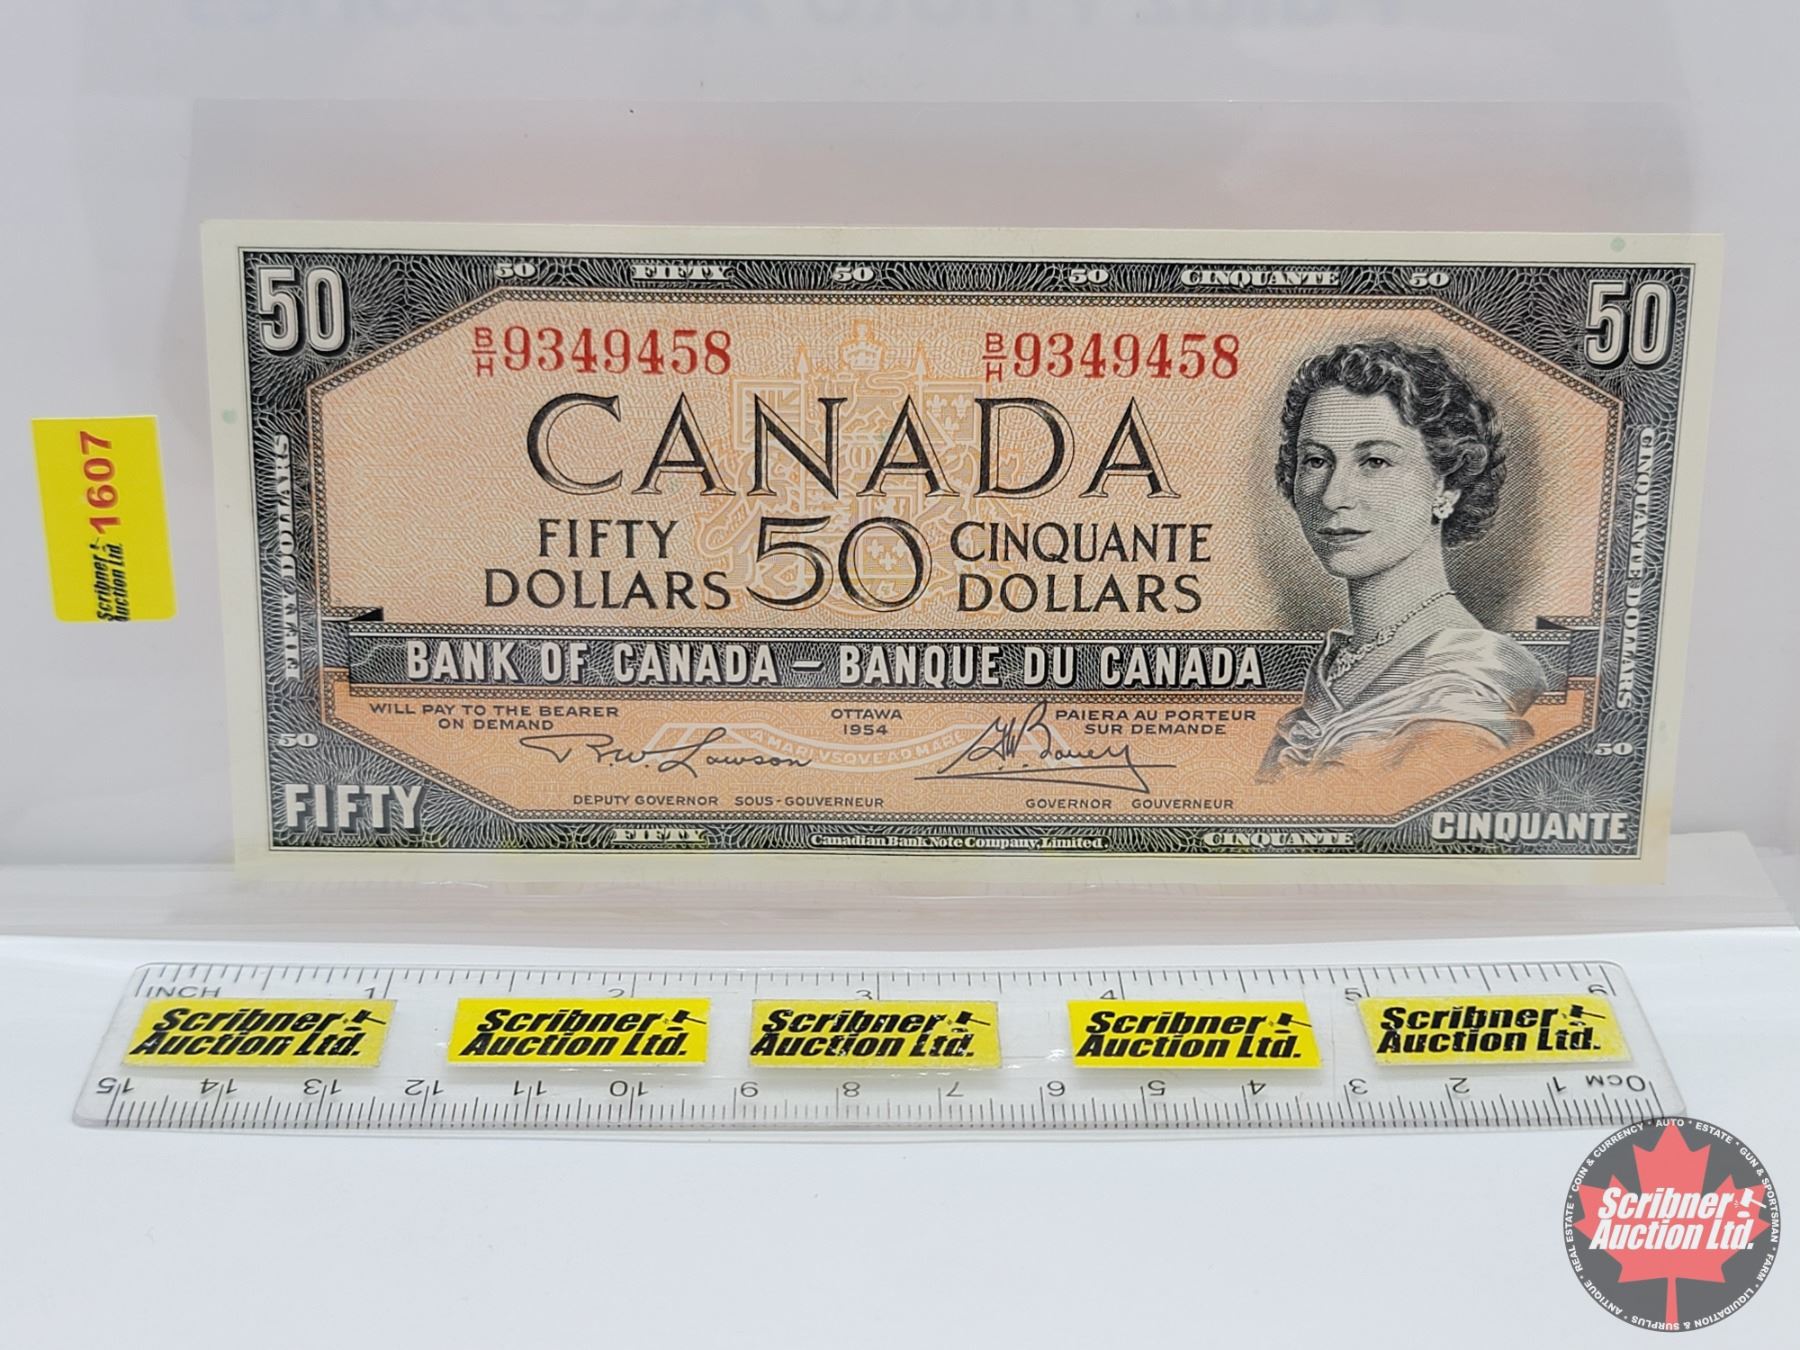 50 50 FIFTY 50 50 CINQUANTE 50 50
B/H 9349458 B/H 9349458
CANADA
FIFTY DOLLARS 50 CINQUANTE DOLLARS
FIFTY DOLLARS
CINQUANTE DOLLARS
BANK OF CANADA – BANQUE DU CANADA
WILL PAY TO THE BEARER
ON DEMAND
OTTAWA
1954
PAIERA AU PORTEUR
SUR DEMANDE
R.W. Lawson
A MARI VSQVE AD MARE
DEPUTY GOVERNOR SOUS-GOUVERNEUR
GOVERNOR GOUVERNEUR
50 50
FIFTY CINQUANTE
FIFTY Canadian Bank Note Company, Limited. CINQUANTE
1607
Scribner
Auction Ltd.
INCH 1 2 3 4 5 6
Scribner
Auction Ltd.
Scribner
Auction Ltd.
Scribner
Auction Ltd.
Scribner
Auction Ltd.
Scribner
Auction Ltd.
15 14 13 12 11 10 9 8 7 6 5 4 3 2 1 0CM
COIN & CURRENCY * AUTO * ESTATE * GUN & SPORTSMAN * FARM * LIQUIDATION & SURPLUS * ANTIQUE * REAL ESTATE *
Scribner
Auction Ltd.